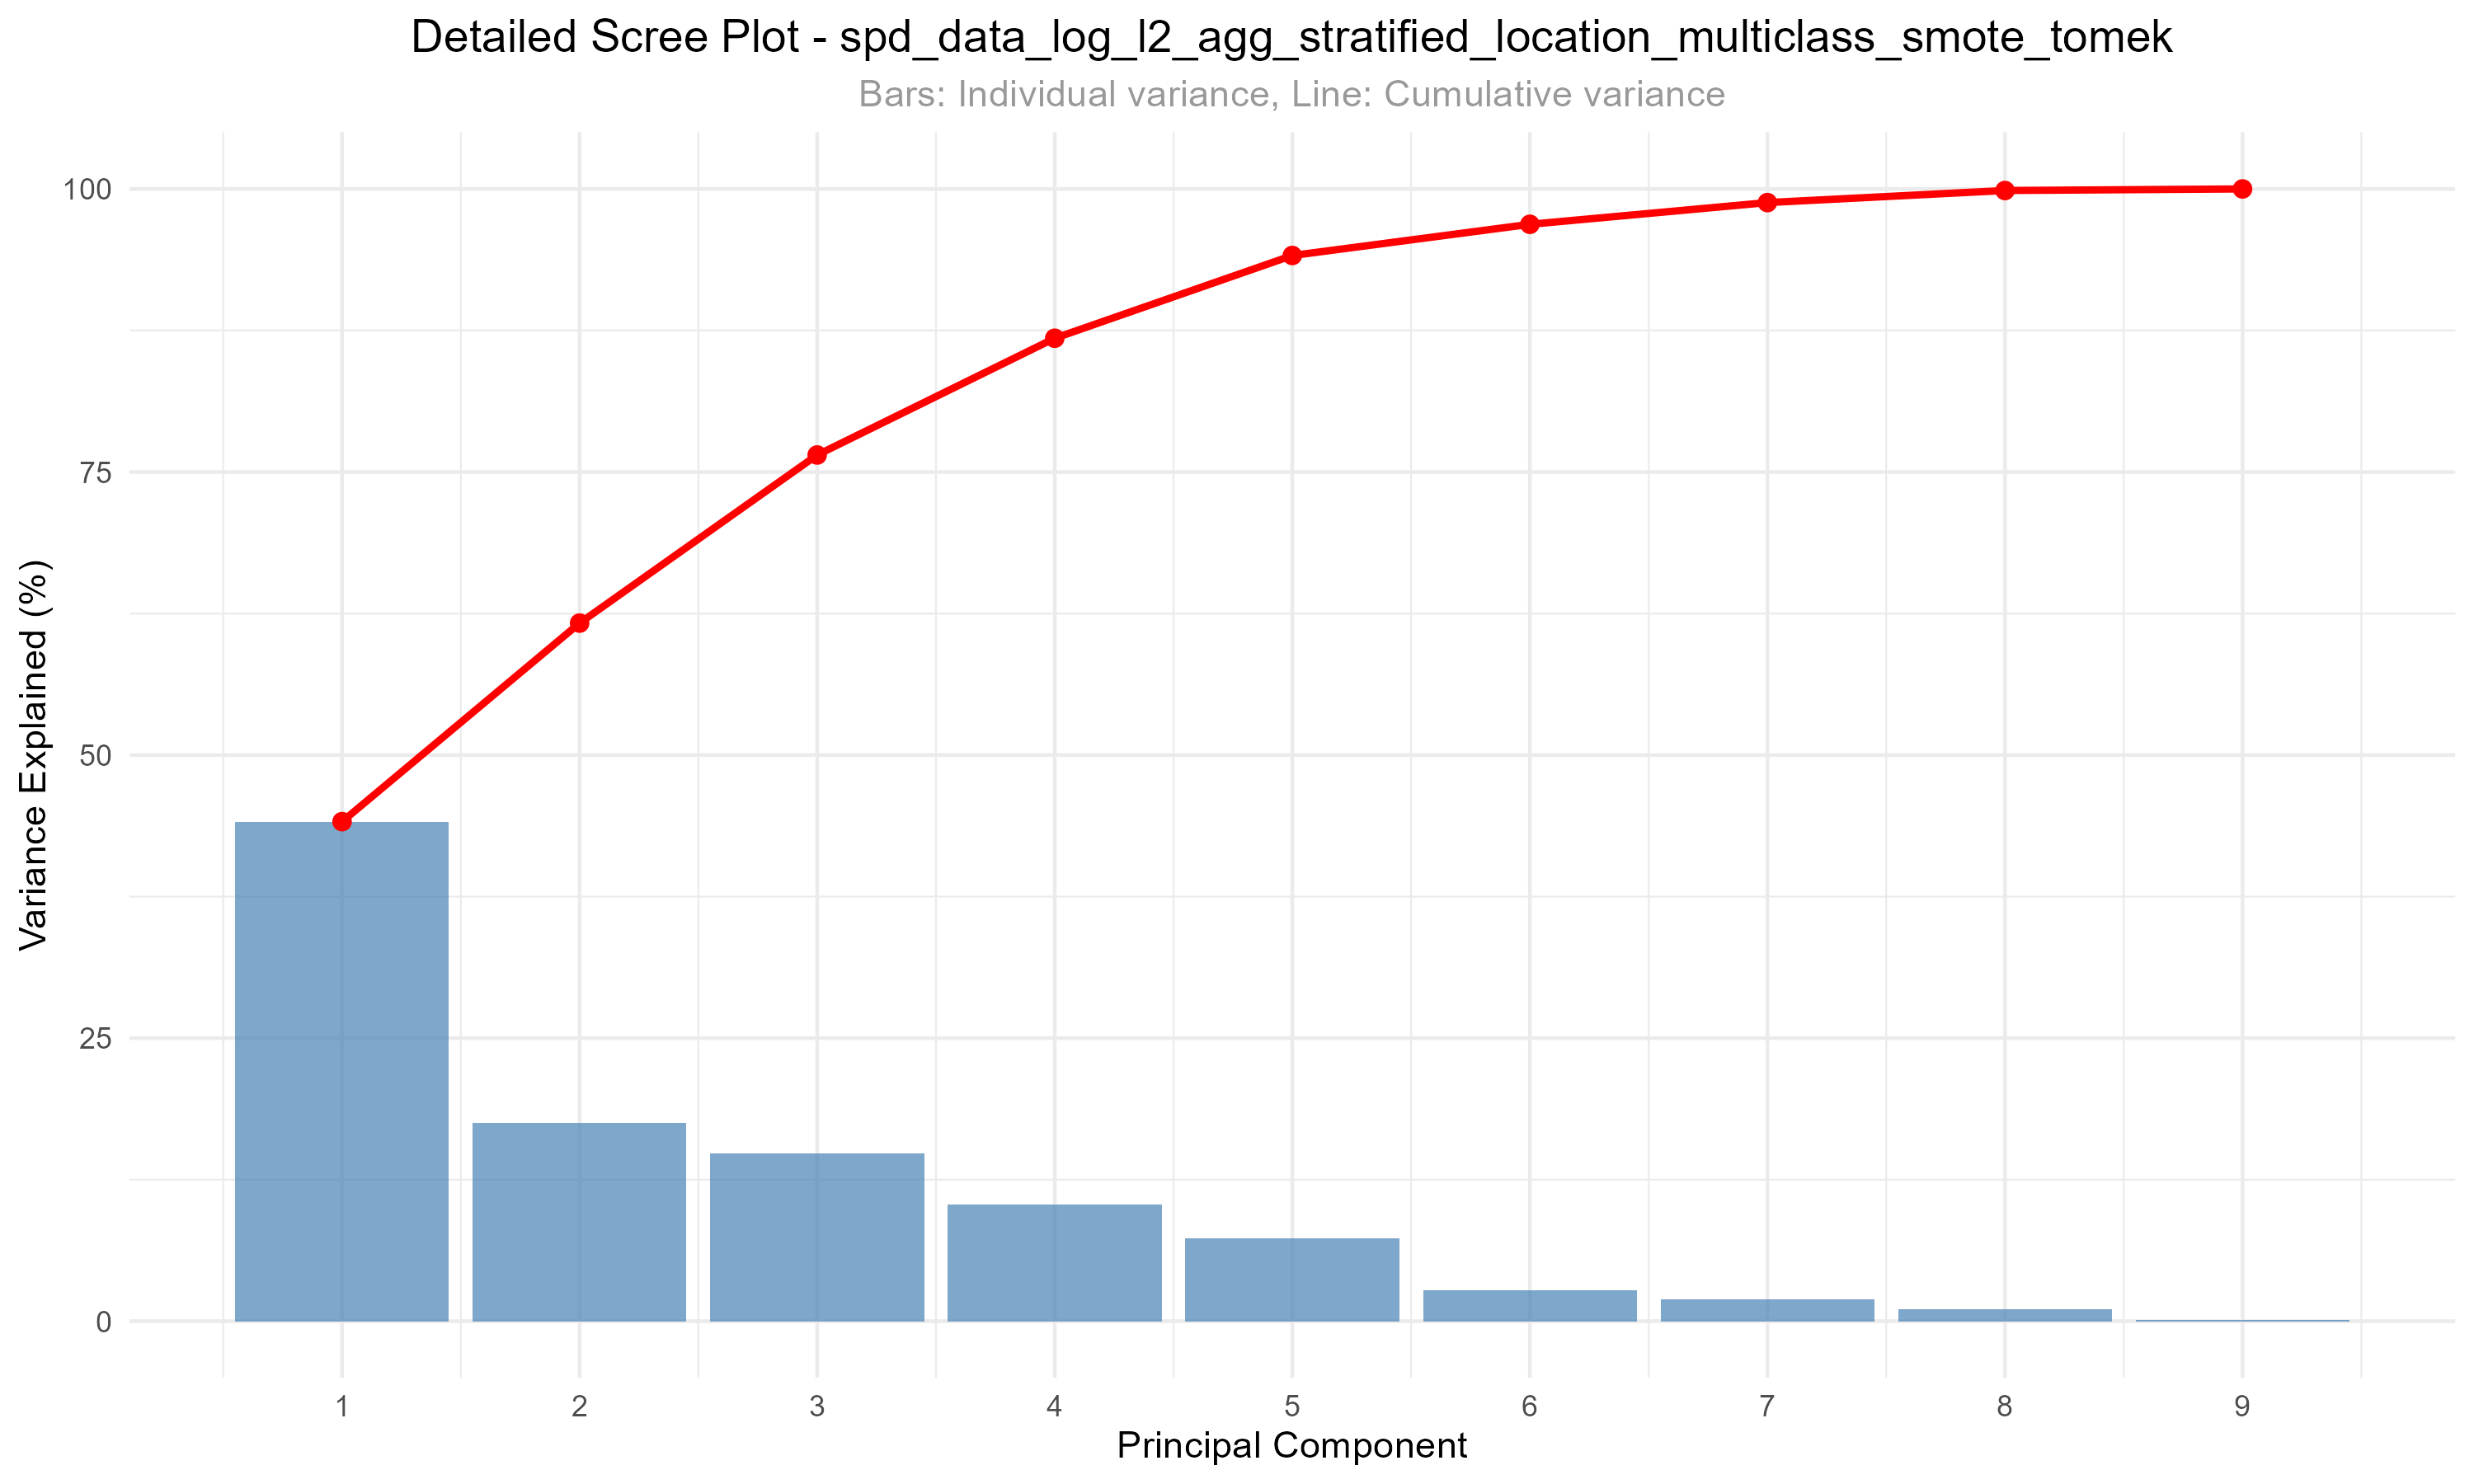 Detailed Scree Plot - spd_data_log_l2_agg_stratified_location_multiclass_smote_tomek
Bars: Individual variance, Line: Cumulative variance
Variance Explained (%)
100
75
50
25
0
1 2 3 4 5 6 7 8 9
Principal Component